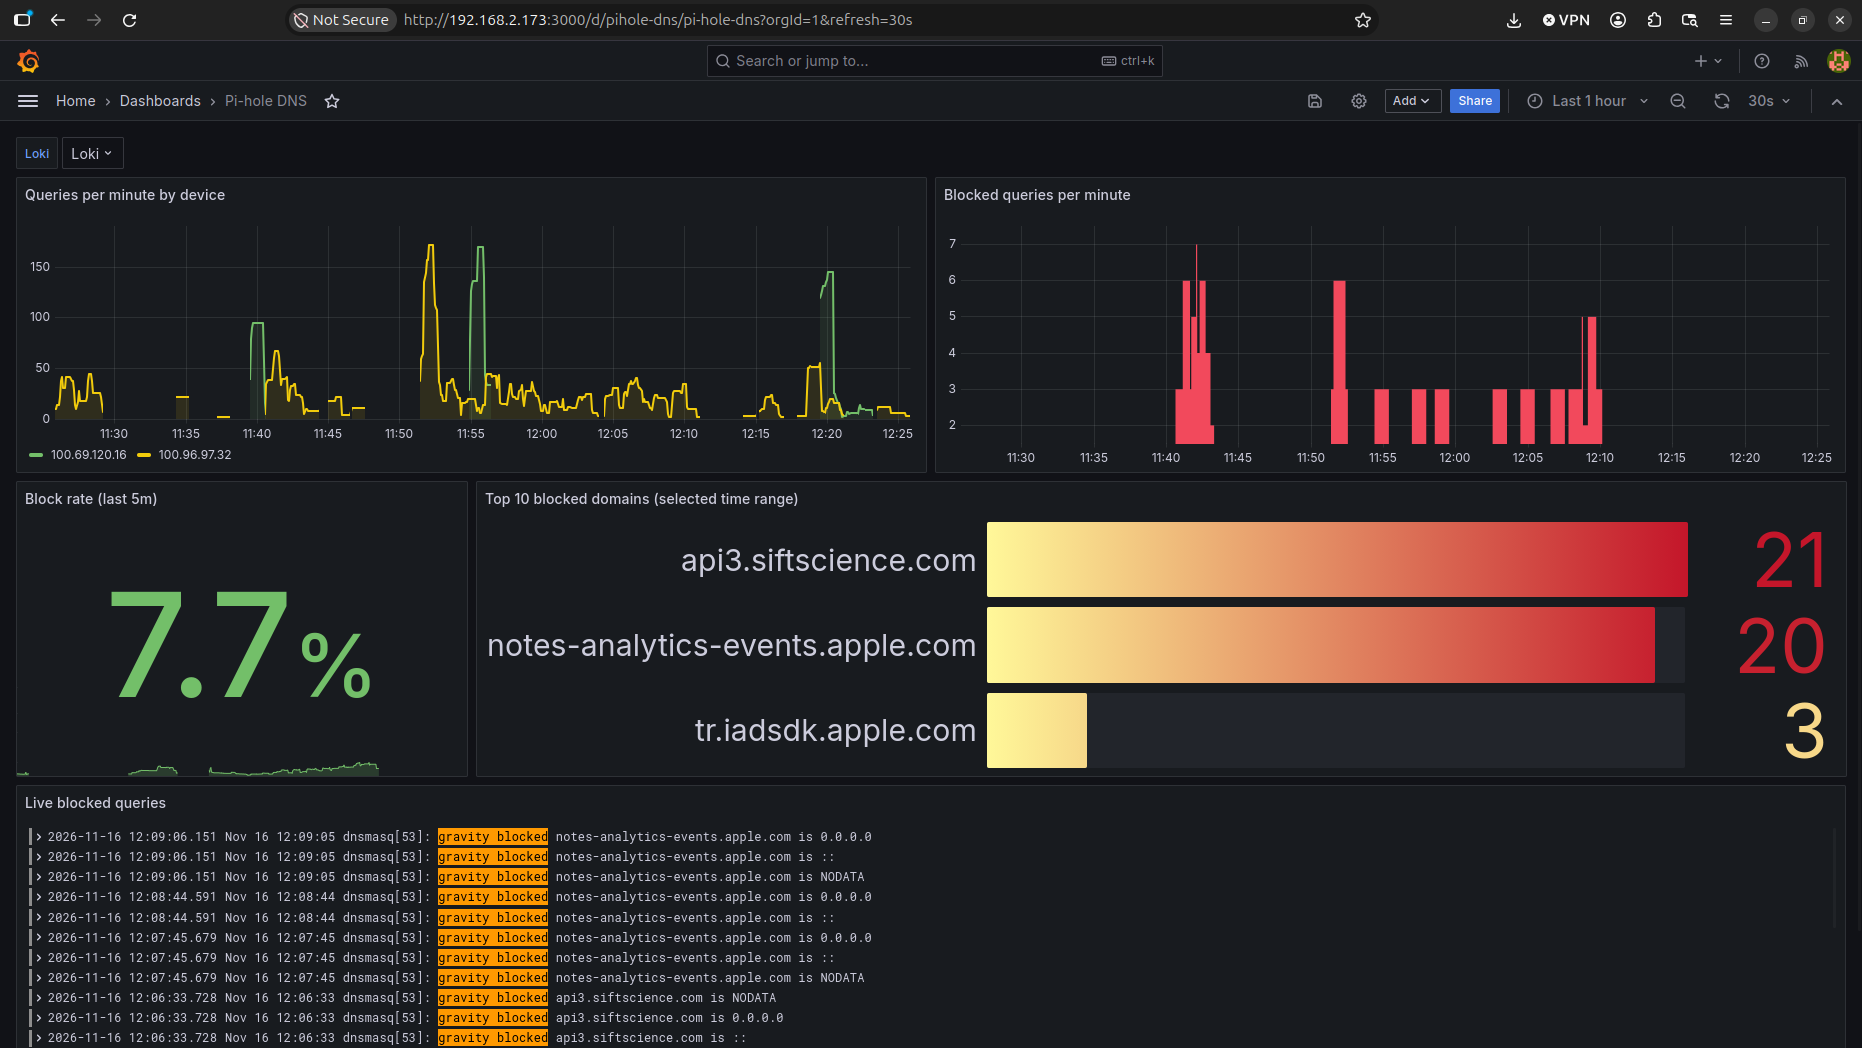 Not Secure http://192.168.2.173:3000/d/pihole-dns/pi-hole-dns?orgId=1&refresh=30s VPN
Search or jump to... ctrl+k
Home › Dashboards › Pi-hole DNS Add Share Last 1 hour 30s
Loki Loki
Queries per minute by device
150
100
50
0
11:30 11:35 11:40 11:45 11:50 11:55 12:00 12:05 12:10 12:15 12:20 12:25
100.69.120.16 100.96.97.32
Blocked queries per minute
7
6
5
4
3
2
11:30 11:35 11:40 11:45 11:50 11:55 12:00 12:05 12:10 12:15 12:20 12:25
Block rate (last 5m)
7.7%
Top 10 blocked domains (selected time range)
api3.siftscience.com 21
notes-analytics-events.apple.com 20
tr.iadsdk.apple.com 3
Live blocked queries
2026-11-16 12:09:06.151 Nov 16 12:09:05 dnsmasq[53]: gravity blocked notes-analytics-events.apple.com is 0.0.0.0
2026-11-16 12:09:06.151 Nov 16 12:09:05 dnsmasq[53]: gravity blocked notes-analytics-events.apple.com is ::
2026-11-16 12:09:06.151 Nov 16 12:09:05 dnsmasq[53]: gravity blocked notes-analytics-events.apple.com is NODATA
2026-11-16 12:08:44.591 Nov 16 12:08:44 dnsmasq[53]: gravity blocked notes-analytics-events.apple.com is 0.0.0.0
2026-11-16 12:08:44.591 Nov 16 12:08:44 dnsmasq[53]: gravity blocked notes-analytics-events.apple.com is ::
2026-11-16 12:07:45.679 Nov 16 12:07:45 dnsmasq[53]: gravity blocked notes-analytics-events.apple.com is 0.0.0.0
2026-11-16 12:07:45.679 Nov 16 12:07:45 dnsmasq[53]: gravity blocked notes-analytics-events.apple.com is ::
2026-11-16 12:07:45.679 Nov 16 12:07:45 dnsmasq[53]: gravity blocked notes-analytics-events.apple.com is NODATA
2026-11-16 12:06:33.728 Nov 16 12:06:33 dnsmasq[53]: gravity blocked api3.siftscience.com is NODATA
2026-11-16 12:06:33.728 Nov 16 12:06:33 dnsmasq[53]: gravity blocked api3.siftscience.com is 0.0.0.0
2026-11-16 12:06:33.728 Nov 16 12:06:33 dnsmasq[53]: gravity blocked api3.siftscience.com is ::